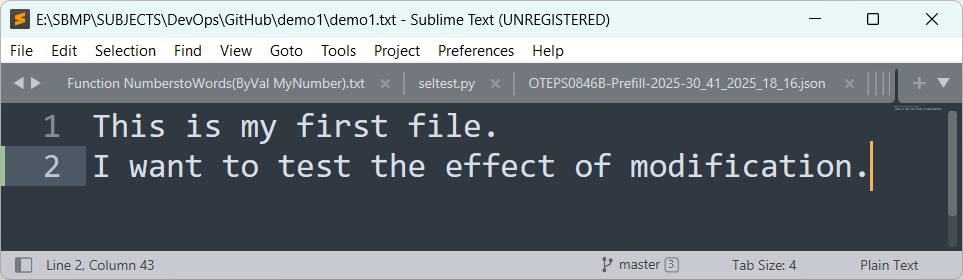 E:\SBMP\SUBJECTS\DevOps\GitHub\demo1\demo1.txt - Sublime Text (UNREGISTERED)
File Edit Selection Find View Goto Tools Project Preferences Help
Function NumberstoWords(ByVal MyNumber).txt seltest.py OTEPS0846B-Prefill-2025-30_41_2025_18_16.json
1 This is my first file.
2 I want to test the effect of modification.
Line 2, Column 43 master 3 Tab Size: 4 Plain Text